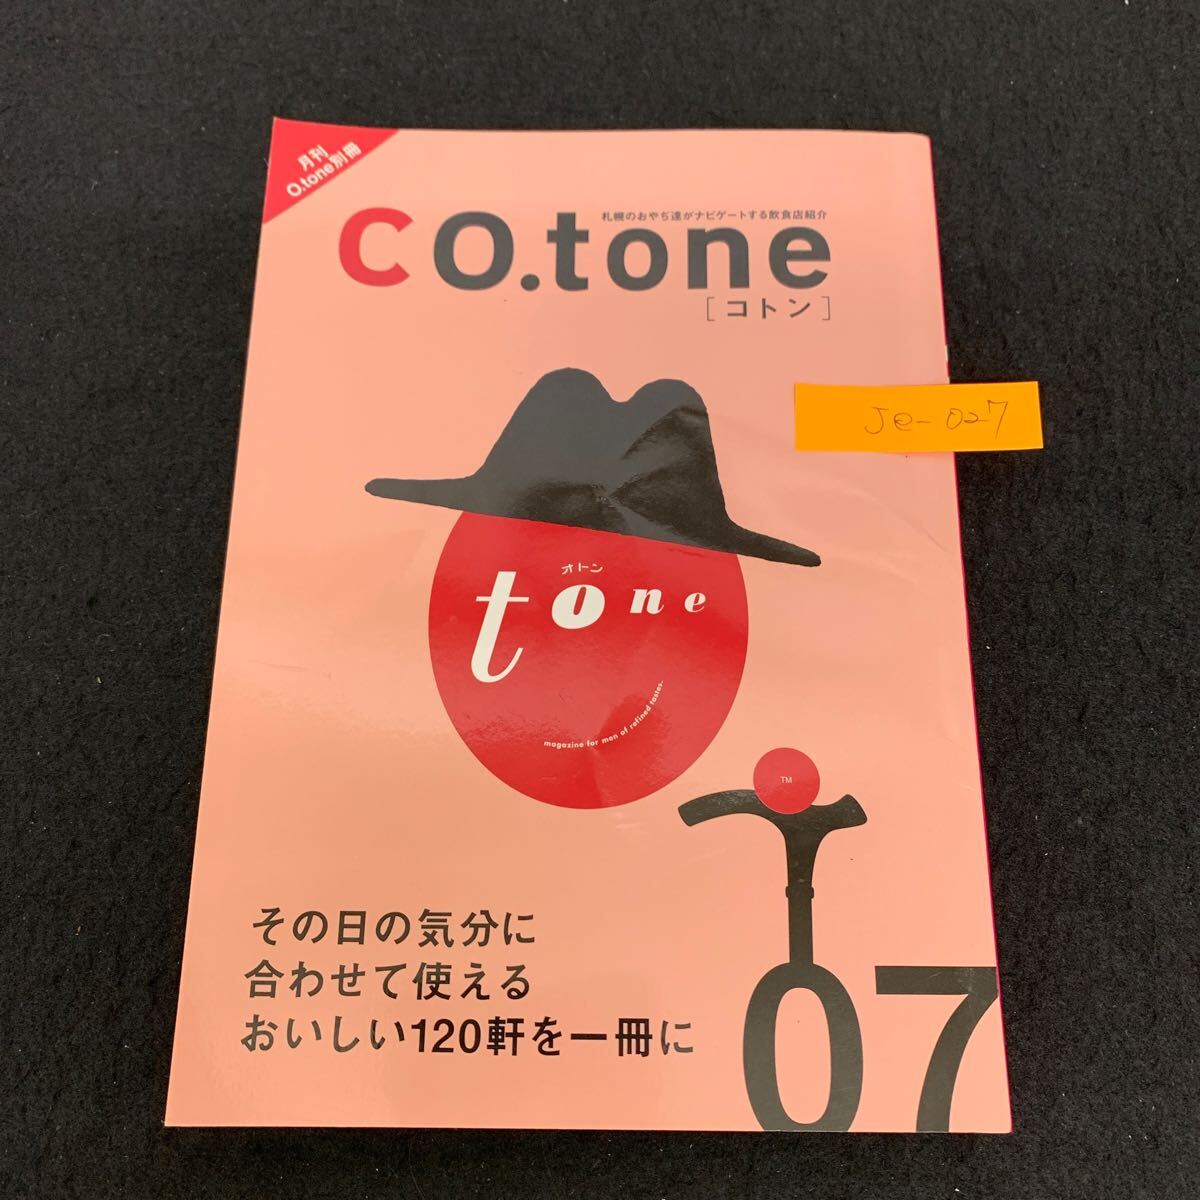 月刊
O.tone別冊
札幌のおやぢ達がナビゲートする飲食店紹介
CO.tone
[コトン]
Je-027
オトン
tone
magazine for men of refined tastes.
TM
その日の気分に
合わせて使える
おいしい120軒を一冊に
07